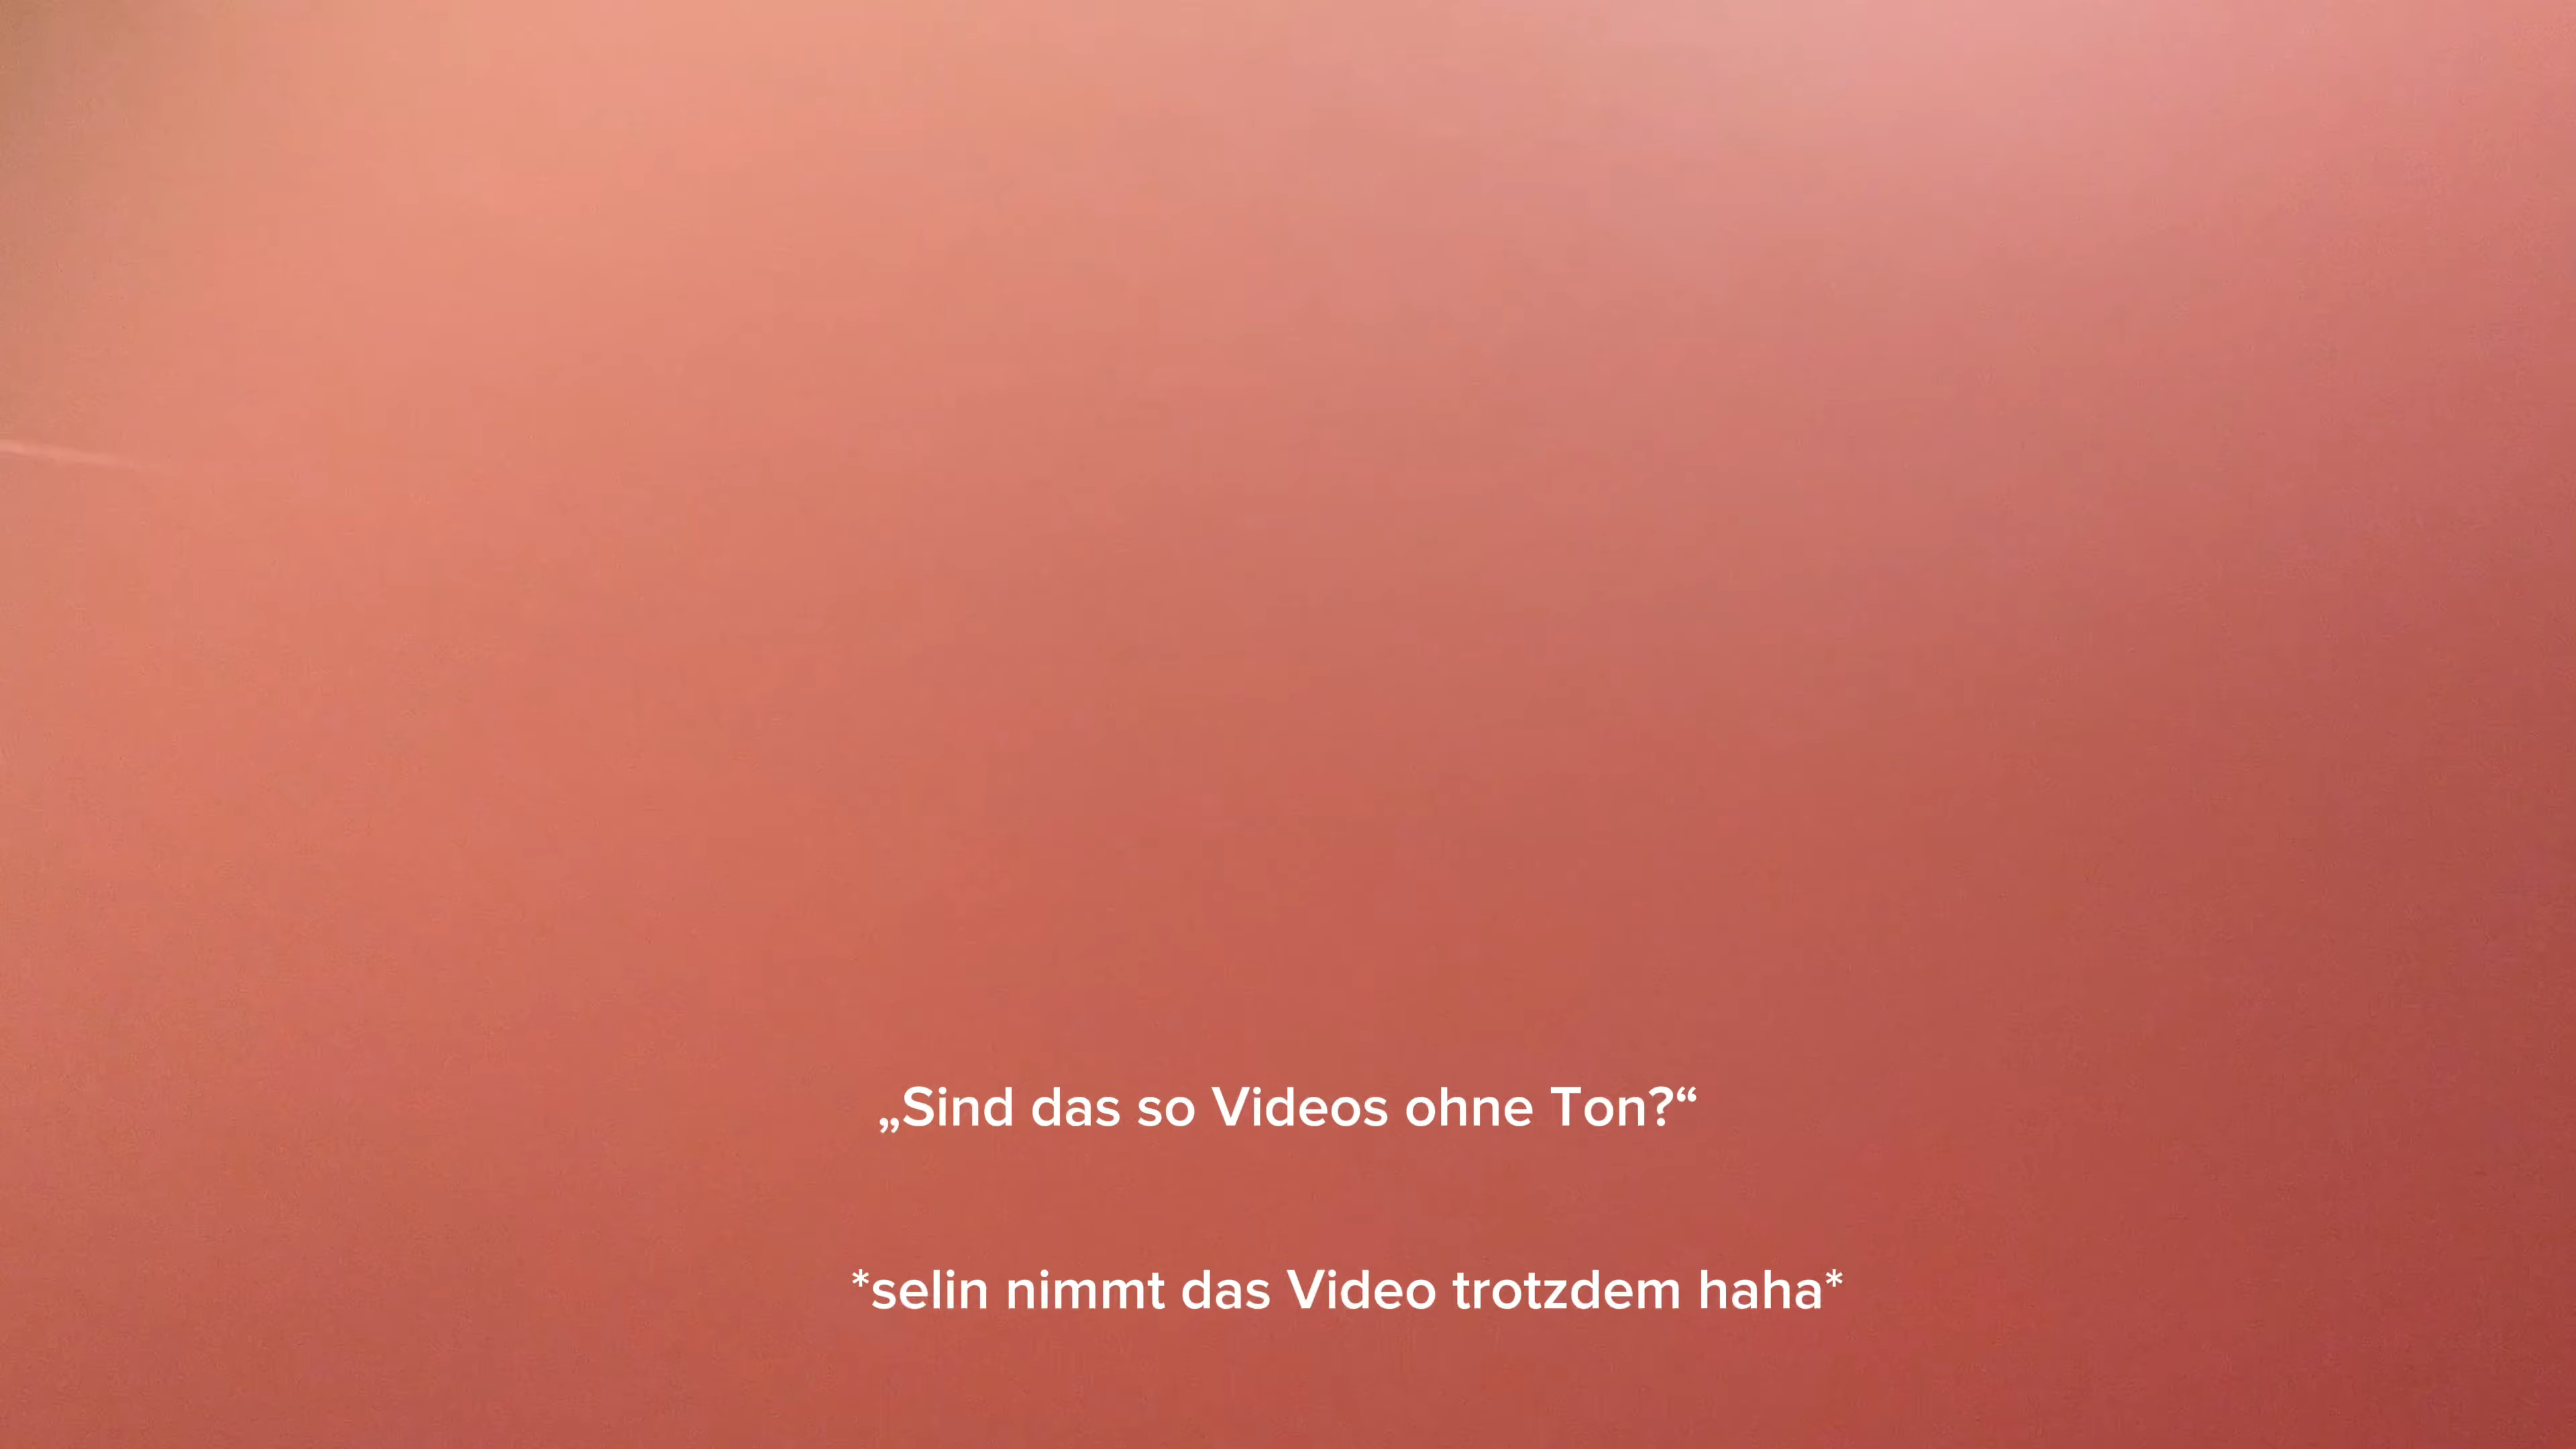 „Sind das so Videos ohne Ton?“
*selin nimmt das Video trotzdem haha*